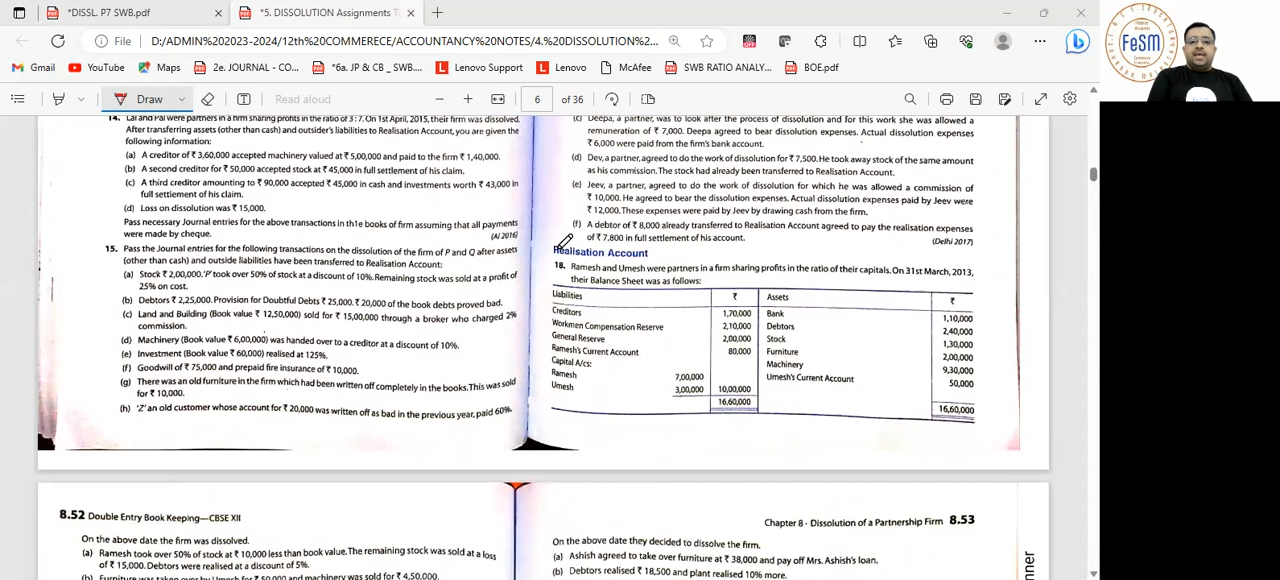 *DISSL. P7 SWB.pdf
*5. DISSOLUTION Assignments T
File
D:/ADMIN%202023-2024/12th%20COMMERECE/ACCOUNTANCY%20NOTES/4.%20DISSOLUTION%...
Gmail YouTube Maps 2e. JOURNAL - CO... *6a. JP & CB _ SWB.... Lenovo Support Lenovo McAfee SWB RATIO ANALY... BOE.pdf
Draw Read aloud 6 of 36
14. Lal and Pal were partners in a firm sharing profits in the ratio of 3 : 7. On 1st April, 2015, their firm was dissolved.
After transferring assets (other than cash) and outsider's liabilities to Realisation Account, you are given the
following information:
(a) A creditor of ₹ 3,60,000 accepted machinery valued at ₹ 5,00,000 and paid to the firm ₹ 1,40,000.
(b) A second creditor for ₹ 50,000 accepted stock at ₹ 45,000 in full settlement of his claim.
(c) A third creditor amounting to ₹ 90,000 accepted ₹ 45,000 in cash and investments worth ₹ 43,000 in
full settlement of his claim.
(d) Loss on dissolution was ₹ 15,000.
Pass necessary Journal entries for the above transactions in th1e books of firm assuming that all payments
were made by cheque. (AI 2016)
15. Pass the Journal entries for the following transactions on the dissolution of the firm of P and Q after assets
(other than cash) and outside liabilities have been transferred to Realisation Account:
(a) Stock ₹ 2,00,000. 'P' took over 50% of stock at a discount of 10%. Remaining stock was sold at a profit of
25% on cost.
(b) Debtors ₹ 2,25,000. Provision for Doubtful Debts ₹ 25,000. ₹ 20,000 of the book debts proved bad.
(c) Land and Building (Book value ₹ 12,50,000) sold for ₹ 15,00,000 through a broker who charged 2%
commission.
(d) Machinery (Book value ₹ 6,00,000) was handed over to a creditor at a discount of 10%.
(e) Investment (Book value ₹ 60,000) realised at 125%.
(f) Goodwill of ₹ 75,000 and prepaid fire insurance of ₹ 10,000.
(g) There was an old furniture in the firm which had been written off completely in the books. This was sold
for ₹ 10,000.
(h) 'Z' an old customer whose account for ₹ 20,000 was written off as bad in the previous year, paid 60%.
(c) Deepa, a partner, was to look after the process of dissolution and for this work she was allowed a
remuneration of ₹ 7,000. Deepa agreed to bear dissolution expenses. Actual dissolution expenses
₹ 6,000 were paid from the firm's bank account.
(d) Dev, a partner, agreed to do the work of dissolution for ₹ 7,500. He took away stock of the same amount
as his commission. The stock had already been transferred to Realisation Account.
(e) Jeev, a partner, agreed to do the work of dissolution for which he was allowed a commission of
₹ 10,000. He agreed to bear the dissolution expenses. Actual dissolution expenses paid by Jeev were
₹ 12,000. These expenses were paid by Jeev by drawing cash from the firm.
(f) A debtor of ₹ 8,000 already transferred to Realisation Account agreed to pay the realisation expenses
of ₹ 7,800 in full settlement of his account. (Delhi 2017)
Realisation Account
18. Ramesh and Umesh were partners in a firm sharing profits in the ratio of their capitals. On 31st March, 2013,
their Balance Sheet was as follows:
Liabilities ₹ Assets ₹
Creditors 1,70,000 Bank 1,10,000
Workmen Compensation Reserve 2,10,000 Debtors 2,40,000
General Reserve 2,00,000 Stock 1,30,000
Ramesh's Current Account 80,000 Furniture 2,00,000
Capital A/cs: Machinery 9,30,000
Ramesh 7,00,000 Umesh's Current Account 50,000
Umesh 3,00,000 10,00,000
16,60,000 16,60,000
8.52 Double Entry Book Keeping—CBSE XII
On the above date the firm was dissolved.
(a) Ramesh took over 50% of stock at ₹ 10,000 less than book value. The remaining stock was sold at a loss
of ₹ 15,000. Debtors were realised at a discount of 5%.
(b) Furniture was taken over by Umesh for ₹ 50,000 and machinery was sold for ₹ 4,50,000.
Chapter 8 · Dissolution of a Partnership Firm 8.53
On the above date they decided to dissolve the firm.
(a) Ashish agreed to take over furniture at ₹ 38,000 and pay off Mrs. Ashish's loan.
(b) Debtors realised ₹ 18,500 and plant realised 10% more.
FeSM